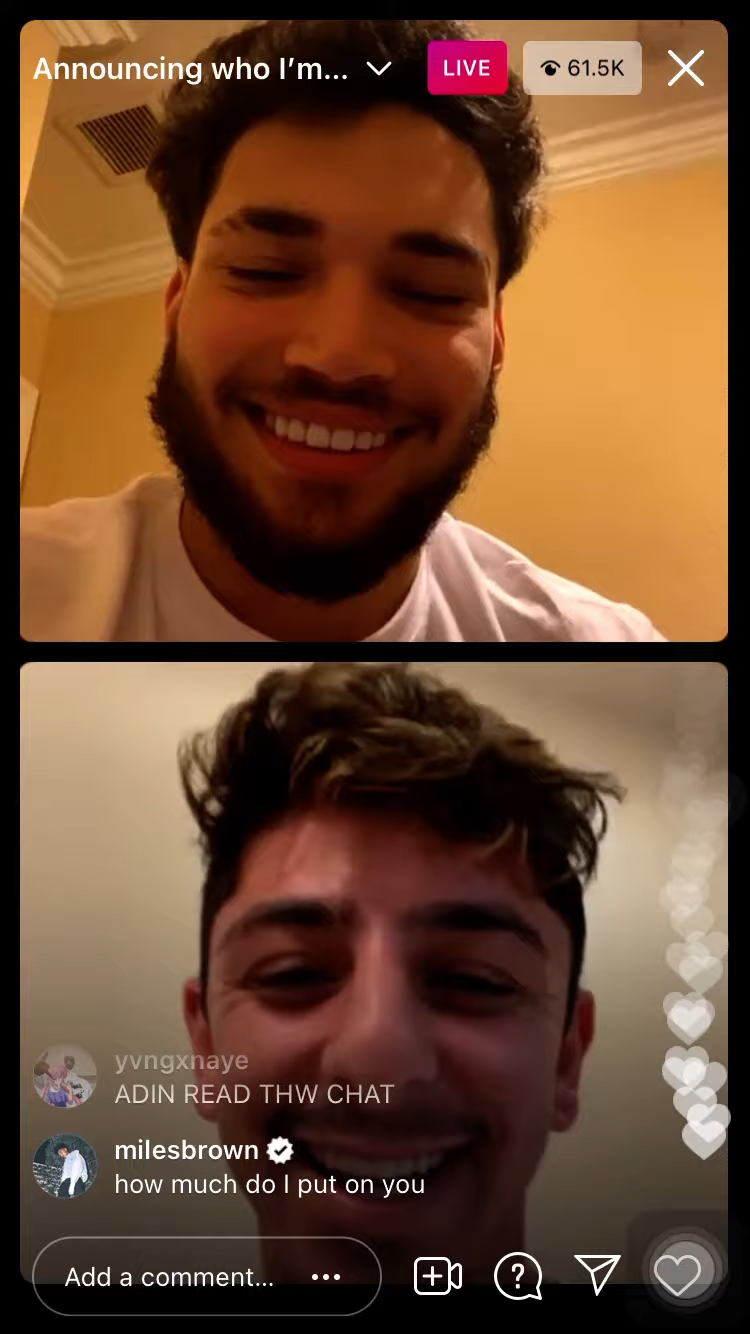 Announcing who I'm...
LIVE
61.5K
yvngxnaye
ADIN READ THW CHAT
milesbrown
how much do I put on you
Add a comment...